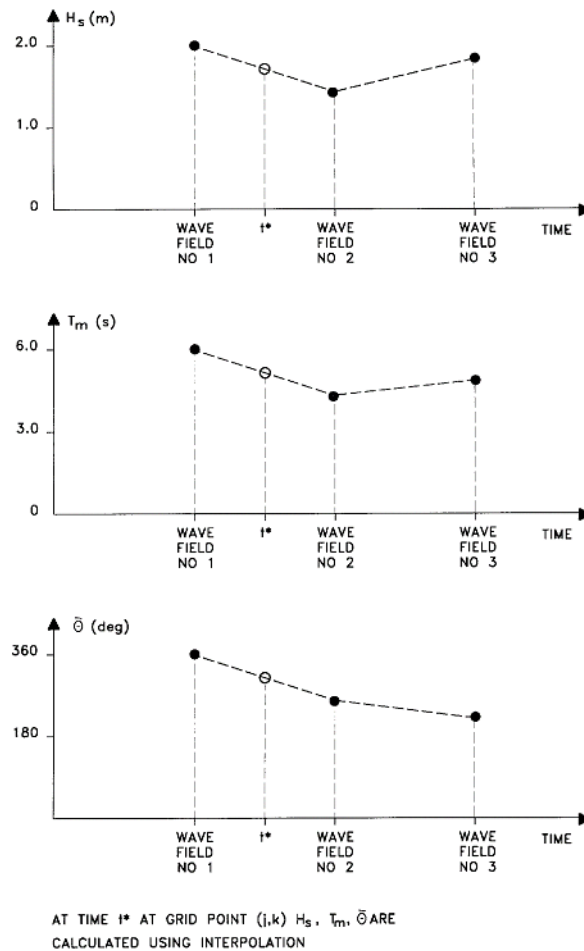 H_s (m)
2.0
1.0
0
WAVE FIELD NO 1
t*
WAVE FIELD NO 2
WAVE FIELD NO 3
TIME
T_m (s)
6.0
3.0
0
WAVE FIELD NO 1
t*
WAVE FIELD NO 2
WAVE FIELD NO 3
TIME
Θ̄ (deg)
360
180
WAVE FIELD NO 1
t*
WAVE FIELD NO 2
WAVE FIELD NO 3
TIME
AT TIME t* AT GRID POINT (j,k) H_s, T_m, Θ̄ ARE
CALCULATED USING INTERPOLATION